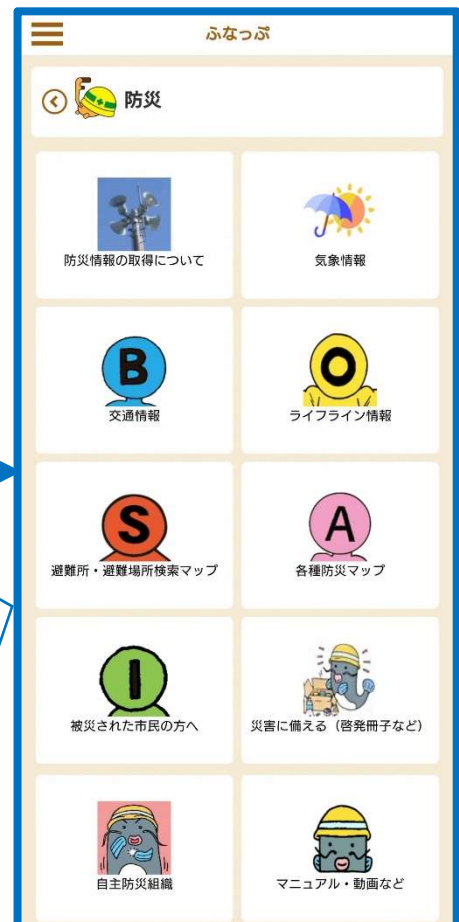 ふなっぷ
防災
防災情報の取得について
気象情報
B
交通情報
O
ライフライン情報
S
避難所・避難場所検索マップ
A
各種防災マップ
I
被災された市民の方へ
災害に備える（啓発冊子など）
自主防災組織
マニュアル・動画など